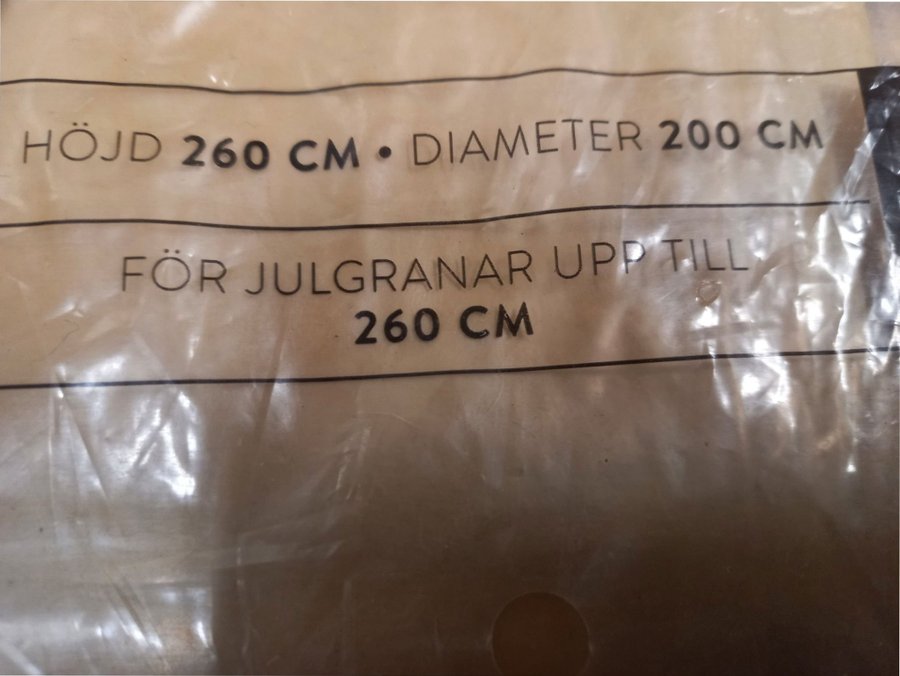 HÖJD 260 CM • DIAMETER 200 CM
FÖR JULGRANAR UPP TILL
260 CM